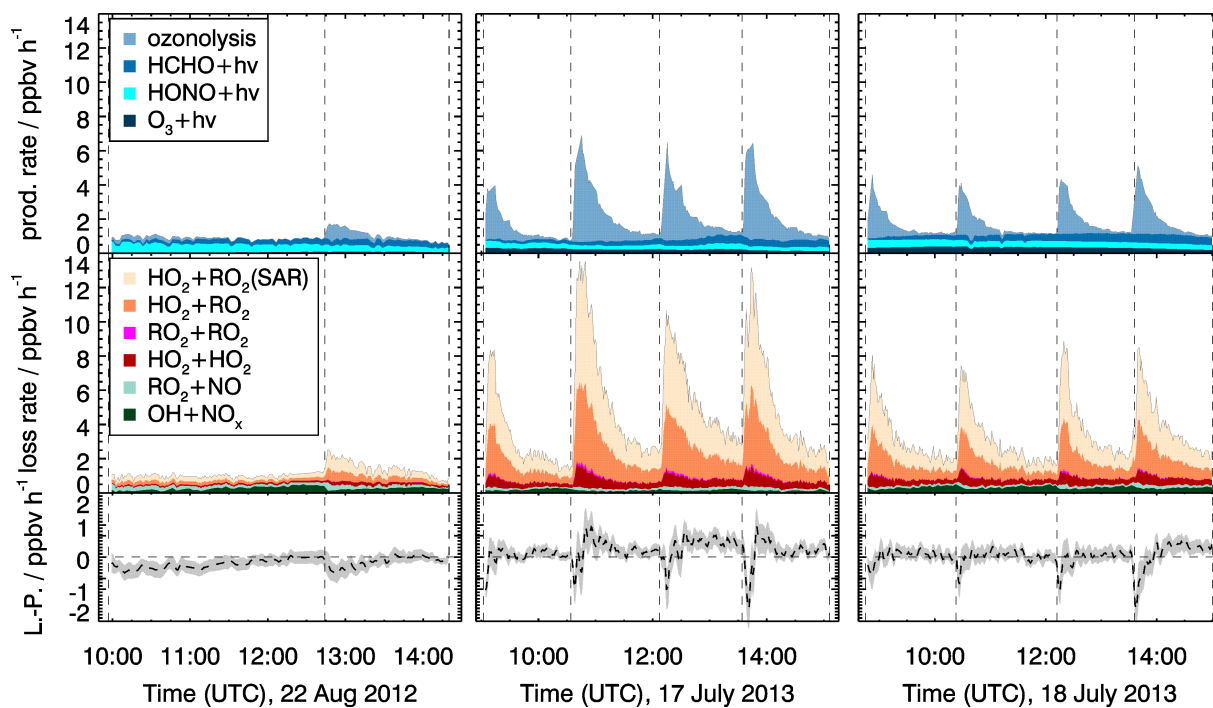 14
12
10
8
6
4
2
0
prod. rate / ppbv h⁻¹
ozonolysis
HCHO+hv
HONO+hv
O₃+hv
14
12
10
8
6
4
2
0
loss rate / ppbv h⁻¹
HO₂+RO₂(SAR)
HO₂+RO₂
RO₂+RO₂
HO₂+HO₂
RO₂+NO
OH+NOₓ
2
1
0
-1
-2
L.-P. / ppbv h⁻¹
10:00 11:00 12:00 13:00 14:00
10:00 12:00 14:00
10:00 12:00 14:00
Time (UTC), 22 Aug 2012
Time (UTC), 17 July 2013
Time (UTC), 18 July 2013